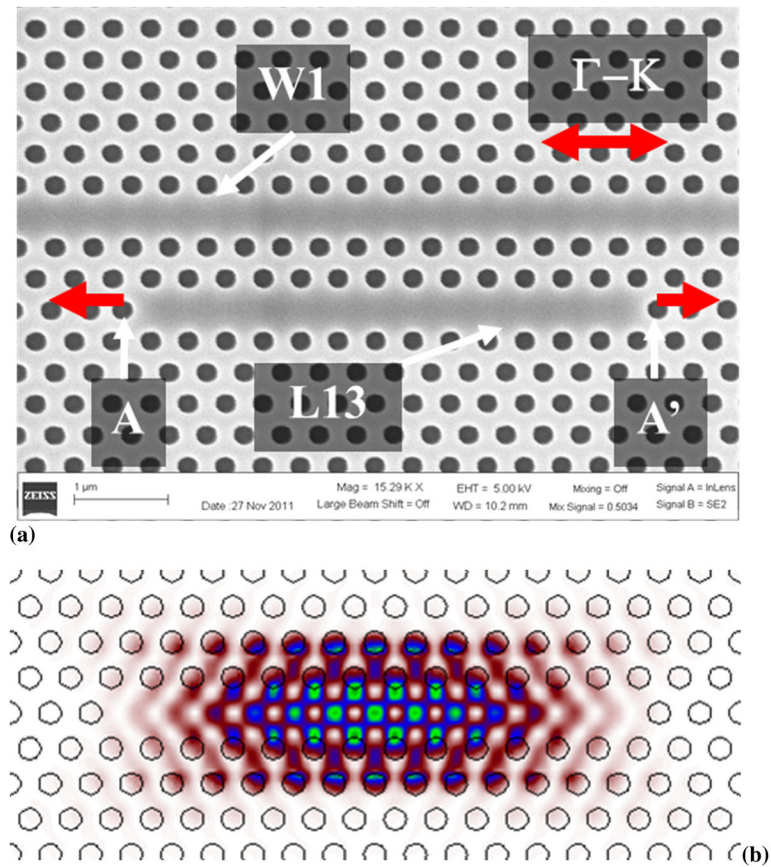 W1
Γ–K
L13
A
A'
ZEISS
1 µm
Mag = 15.29 K X
EHT = 5.00 kV
Mixing = Off
Signal A = InLens
Date :27 Nov 2011
Large Beam Shift = Off
WD = 10.2 mm
Mix Signal = 0.5034
Signal B = SE2
(a)
(b)